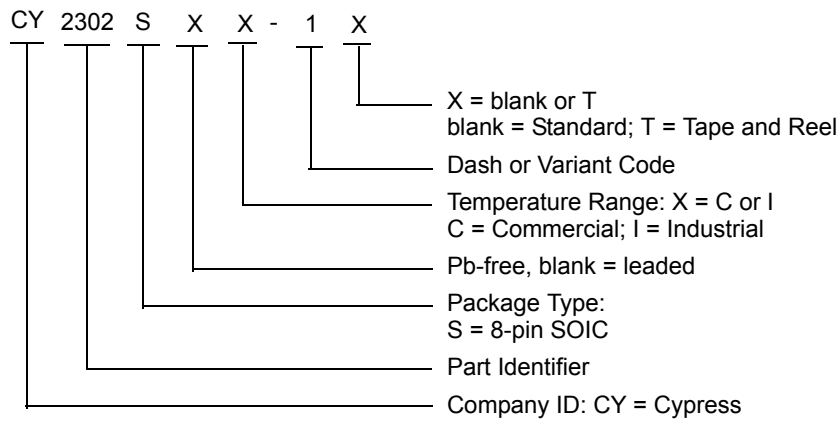 CY 2302 S X X - 1 X
X = blank or T
blank = Standard; T = Tape and Reel
Dash or Variant Code
Temperature Range: X = C or I
C = Commercial; I = Industrial
Pb-free, blank = leaded
Package Type:
S = 8-pin SOIC
Part Identifier
Company ID: CY = Cypress